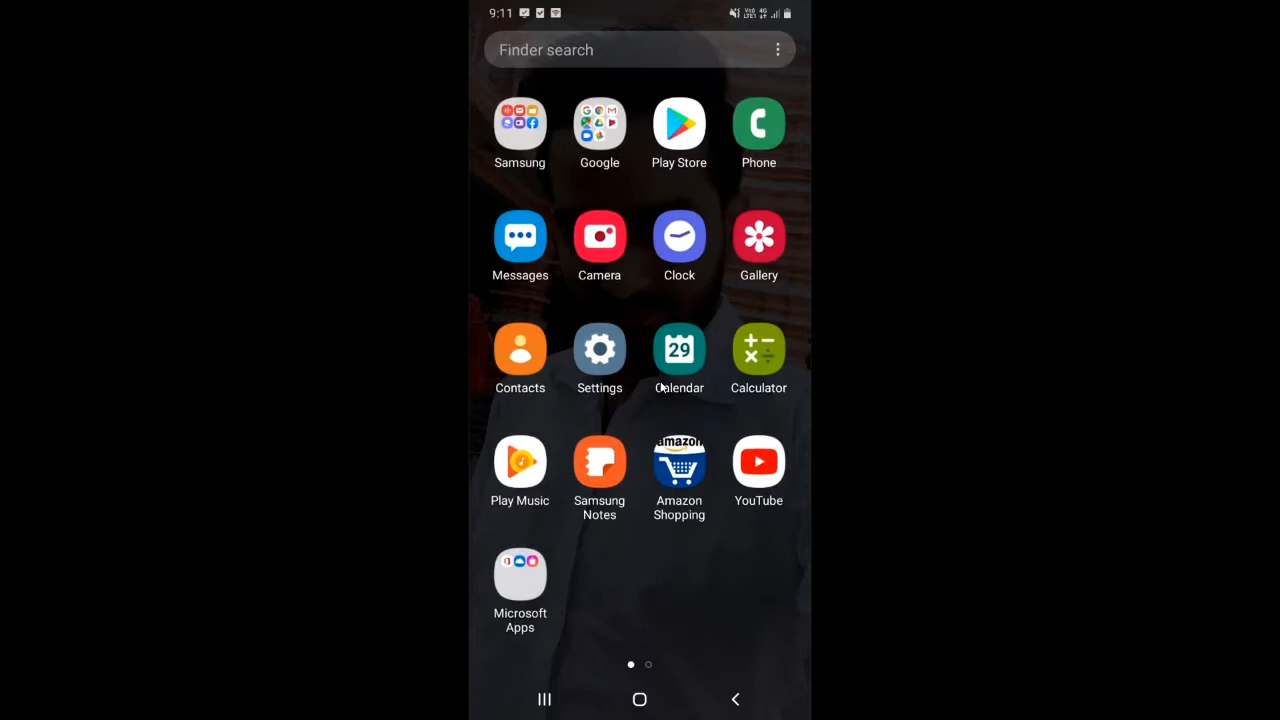 9:11
Finder search
Samsung
Google
Play Store
Phone
Messages
Camera
Clock
Gallery
Contacts
Settings
29
Calendar
Calculator
amazon
Play Music
Samsung
Notes
Amazon
Shopping
YouTube
Microsoft
Apps